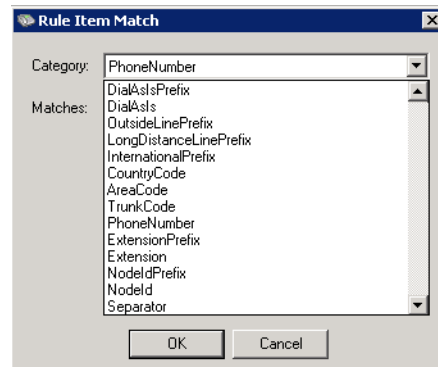 Rule Item Match
Category: PhoneNumber
Matches:
DialAsIsPrefix
DialAsIs
OutsideLinePrefix
LongDistanceLinePrefix
InternationalPrefix
CountryCode
AreaCode
TrunkCode
PhoneNumber
ExtensionPrefix
Extension
NodeIdPrefix
NodeId
Separator
OK Cancel